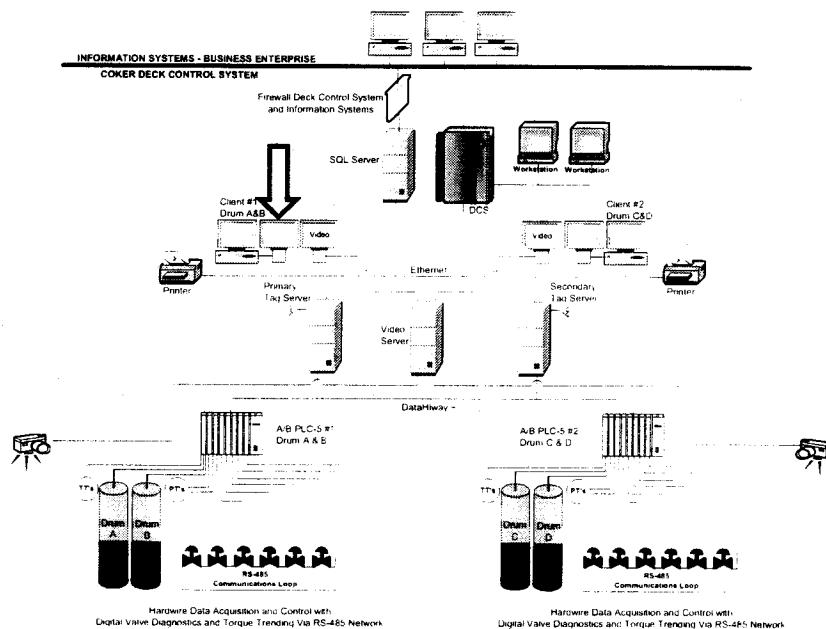 INFORMATION SYSTEMS - BUSINESS ENTERPRISE
COKER DECK CONTROL SYSTEM
Firewall Deck Control System
and Information Systems
SQL Server
DCS
Workstation
Workstation
Client #1
Drum A&B
Video
Client #2
Drum C&D
Video
Ethernet
Printer
Printer
Primary
Tag Server
Video
Server
Secondary
Tag Server
DataHiway
A/B PLC-5 #1
Drum A & B
A/B PLC-5 #2
Drum C & D
TT's
PT's
Drum
A
Drum
B
TT's
PT's
Drum
C
Drum
D
RS-485
Communications Loop
RS-485
Communications Loop
Hardwire Data Acquisition and Control with
Digital Valve Diagnostics and Torque Trending Via RS-485 Network
Hardwire Data Acquisition and Control with
Digital Valve Diagnostics and Torque Trending Via RS-485 Network